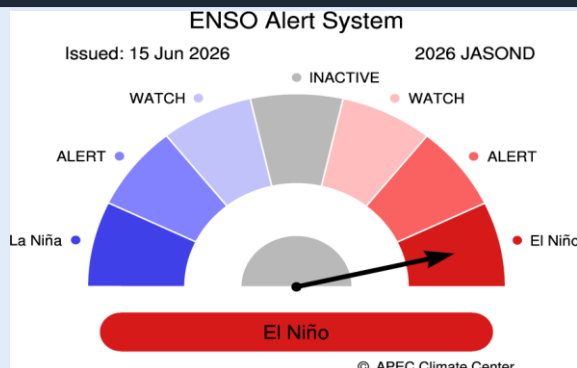 ENSO Alert System
Issued: 15 Jun 2026
2026 JASOND
INACTIVE
WATCH
WATCH
ALERT
ALERT
La Niña
El Niño
El Niño
© APEC Climate Center